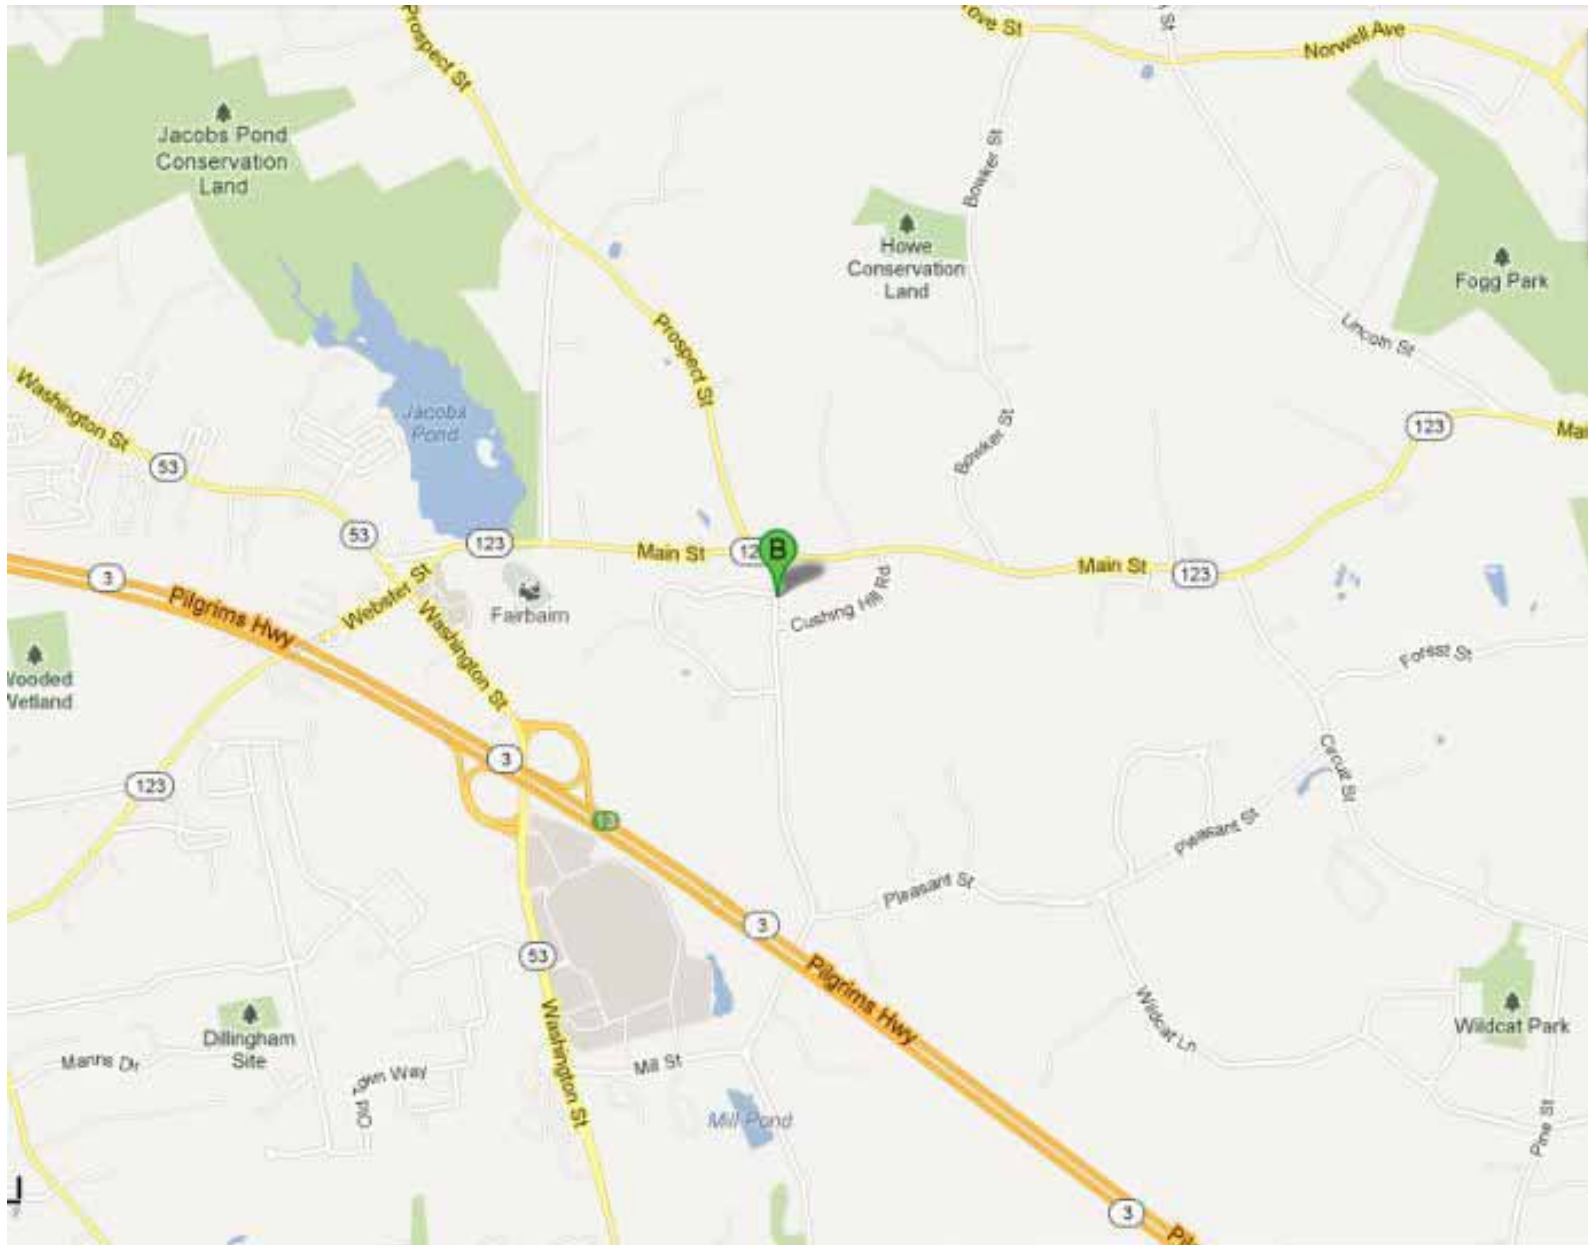 Prospect St
Norwell Ave
Jacobs Pond
Conservation
Land
Bowker St
Howe
Conservation
Land
Fogg Park
Lincoln St
Prospect St
Washington St
Jacobs
Pond
Bowker St
123
Mai
53
53
123
Main St
B
Main St
123
3
Pilgrims Hwy
Webster St
Washington St
Fairbairn
Cushing Hill Rd
Forest St
Wooded
Wetland
3
123
13
Circuit St
Pleasant St
Pleasant St
3
53
Pilgrims Hwy
Wildcat Ln
Wildcat Park
Dillingham
Site
Washington St
Manns Dr
Old Town Way
Mill St
Mill Pond
Pine St
3